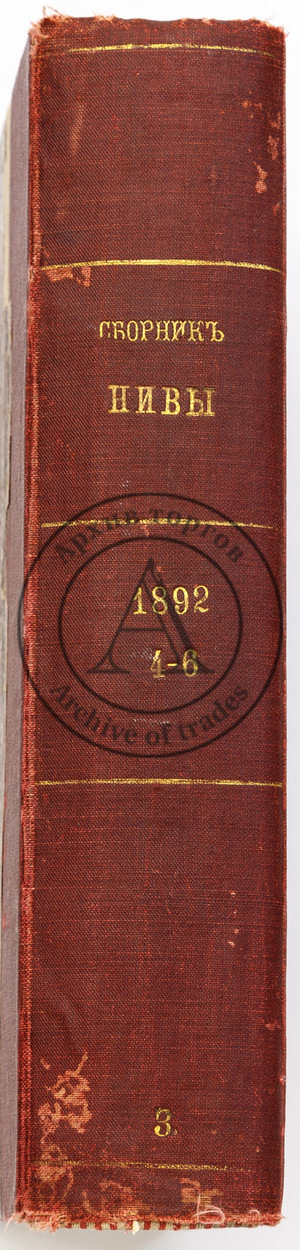 СБОРНИКЪ
НИВЫ
Архив торгов
А
1892
4-6
Archive of trades
3.